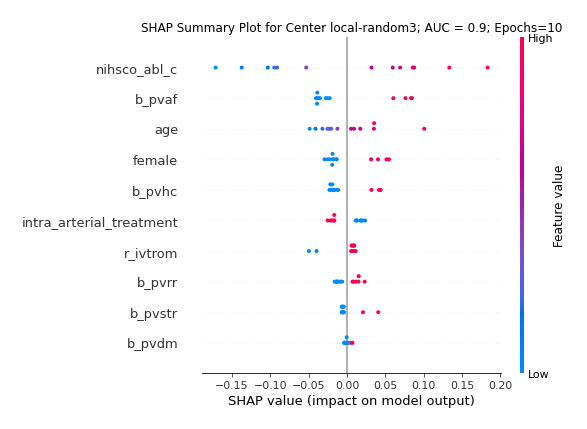 SHAP Summary Plot for Center local-random3; AUC = 0.9; Epochs=10
High
nihsco_abl_c
b_pvaf
age
female
b_pvhc
intra_arterial_treatment
r_ivtrom
b_pvrr
b_pvstr
b_pvdm
Feature value
Low
−0.15 −0.10 −0.05 0.00 0.05 0.10 0.15 0.20
SHAP value (impact on model output)